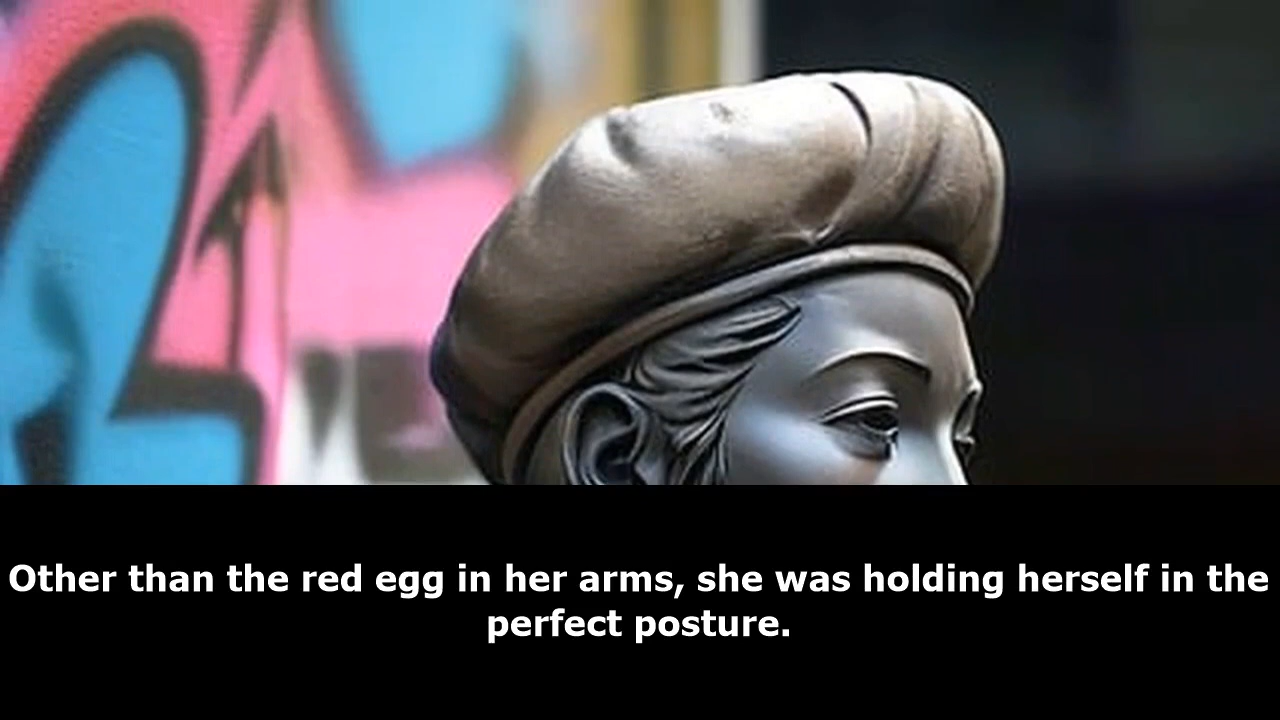 Other than the red egg in her arms, she was holding herself in the
perfect posture.